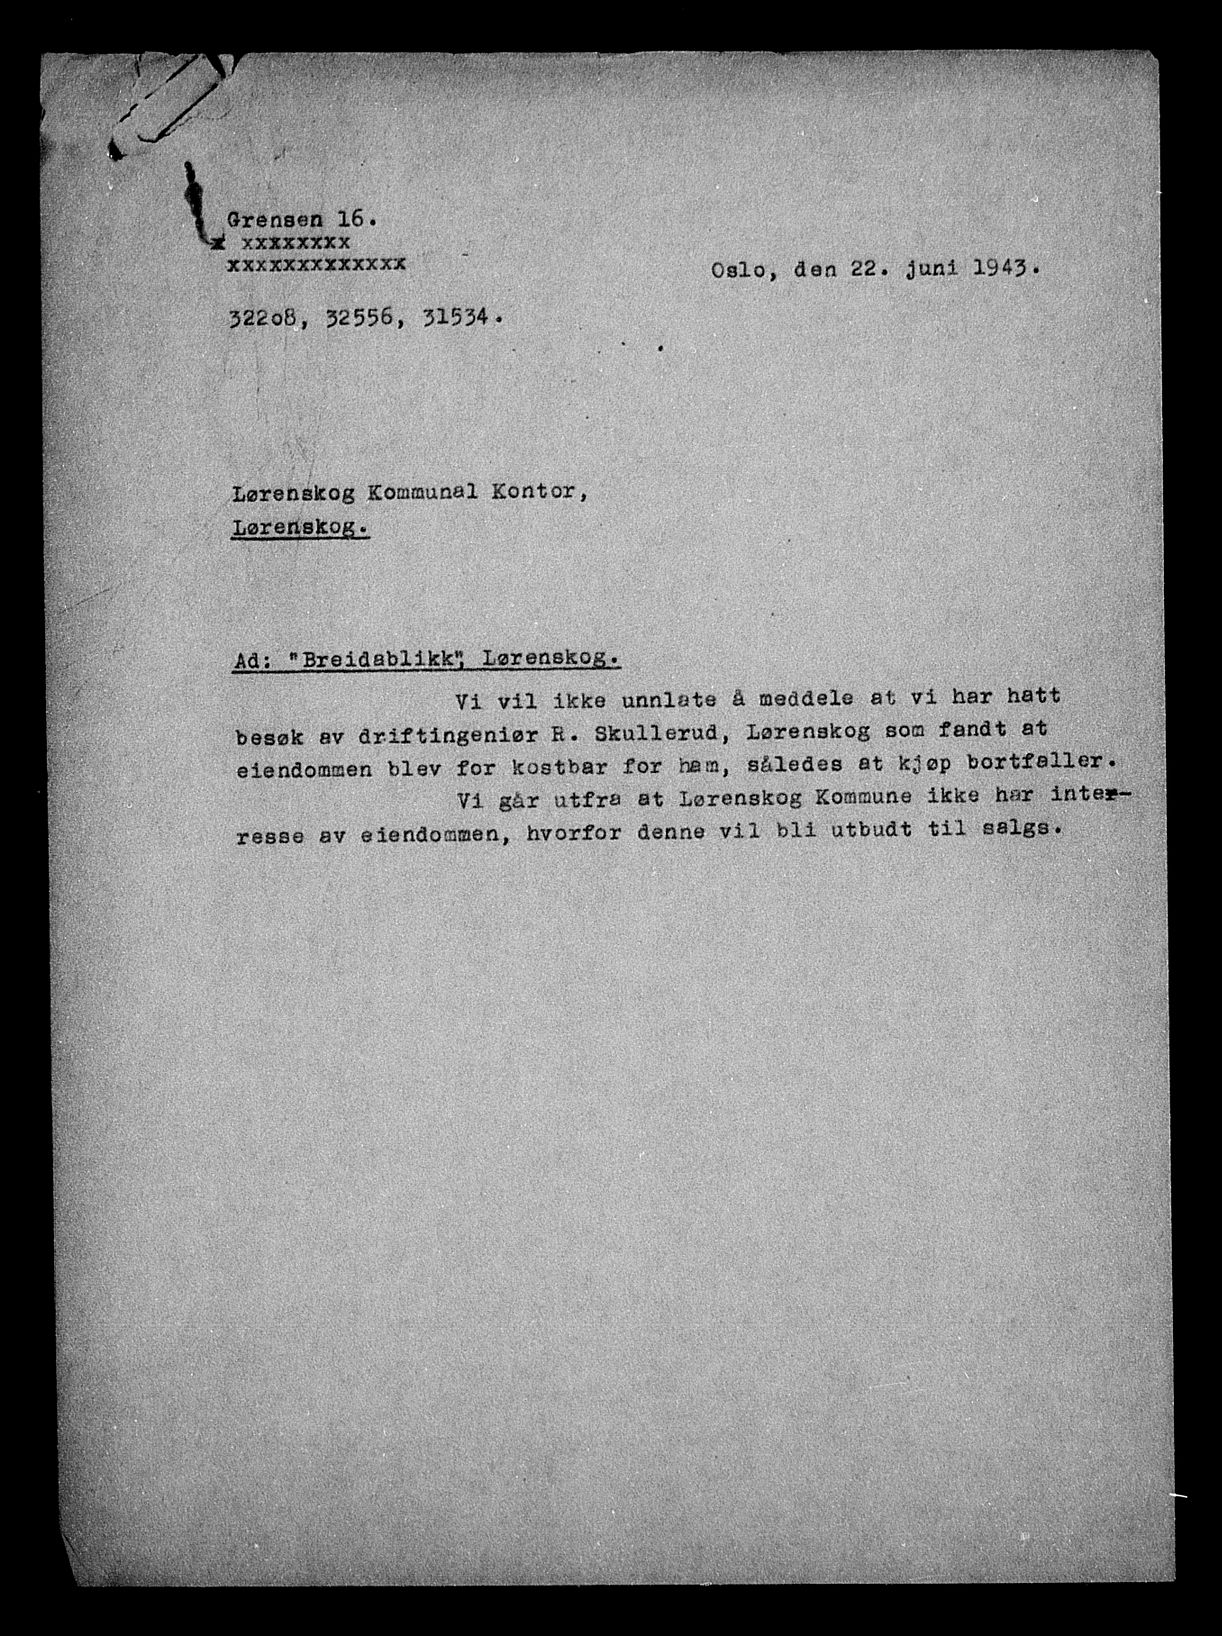 Grensen 16.
x xxxxxxxx
xxxxxxxxxxxxx
Oslo, den 22. juni 1943.
322o8, 32556, 31534.
Lørenskog Kommunal Kontor,
Lørenskog.
Ad: "Breidablikk", Lørenskog.
Vi vil ikke unnlate å meddele at vi har hatt
besøk av driftingeniør R. Skullerud, Lørenskog som fandt at
eiendommen blev for kostbar for ham, således at kjøp bortfaller.
Vi går utfra at Lørenskog Kommune ikke har inter-
resse av eiendommen, hvorfor denne vil bli utbudt til salgs.